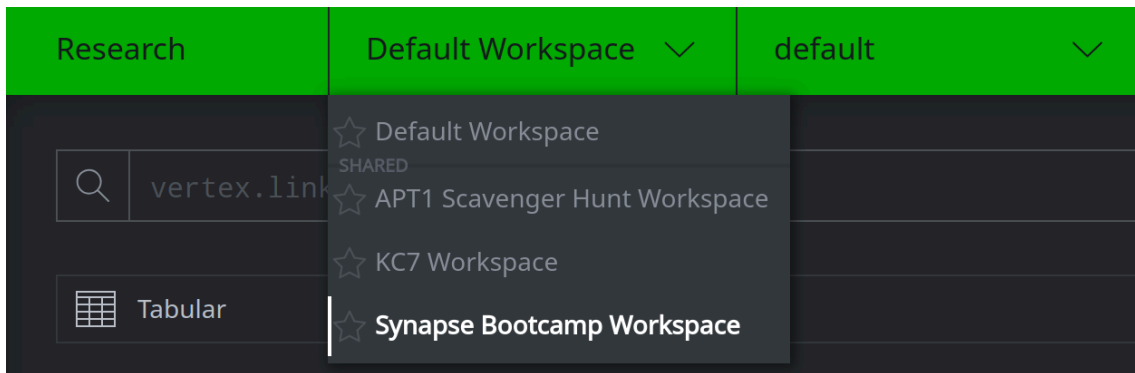 Research
Default Workspace
default
Default Workspace
SHARED
vertex.link
APT1 Scavenger Hunt Workspace
KC7 Workspace
Tabular
Synapse Bootcamp Workspace